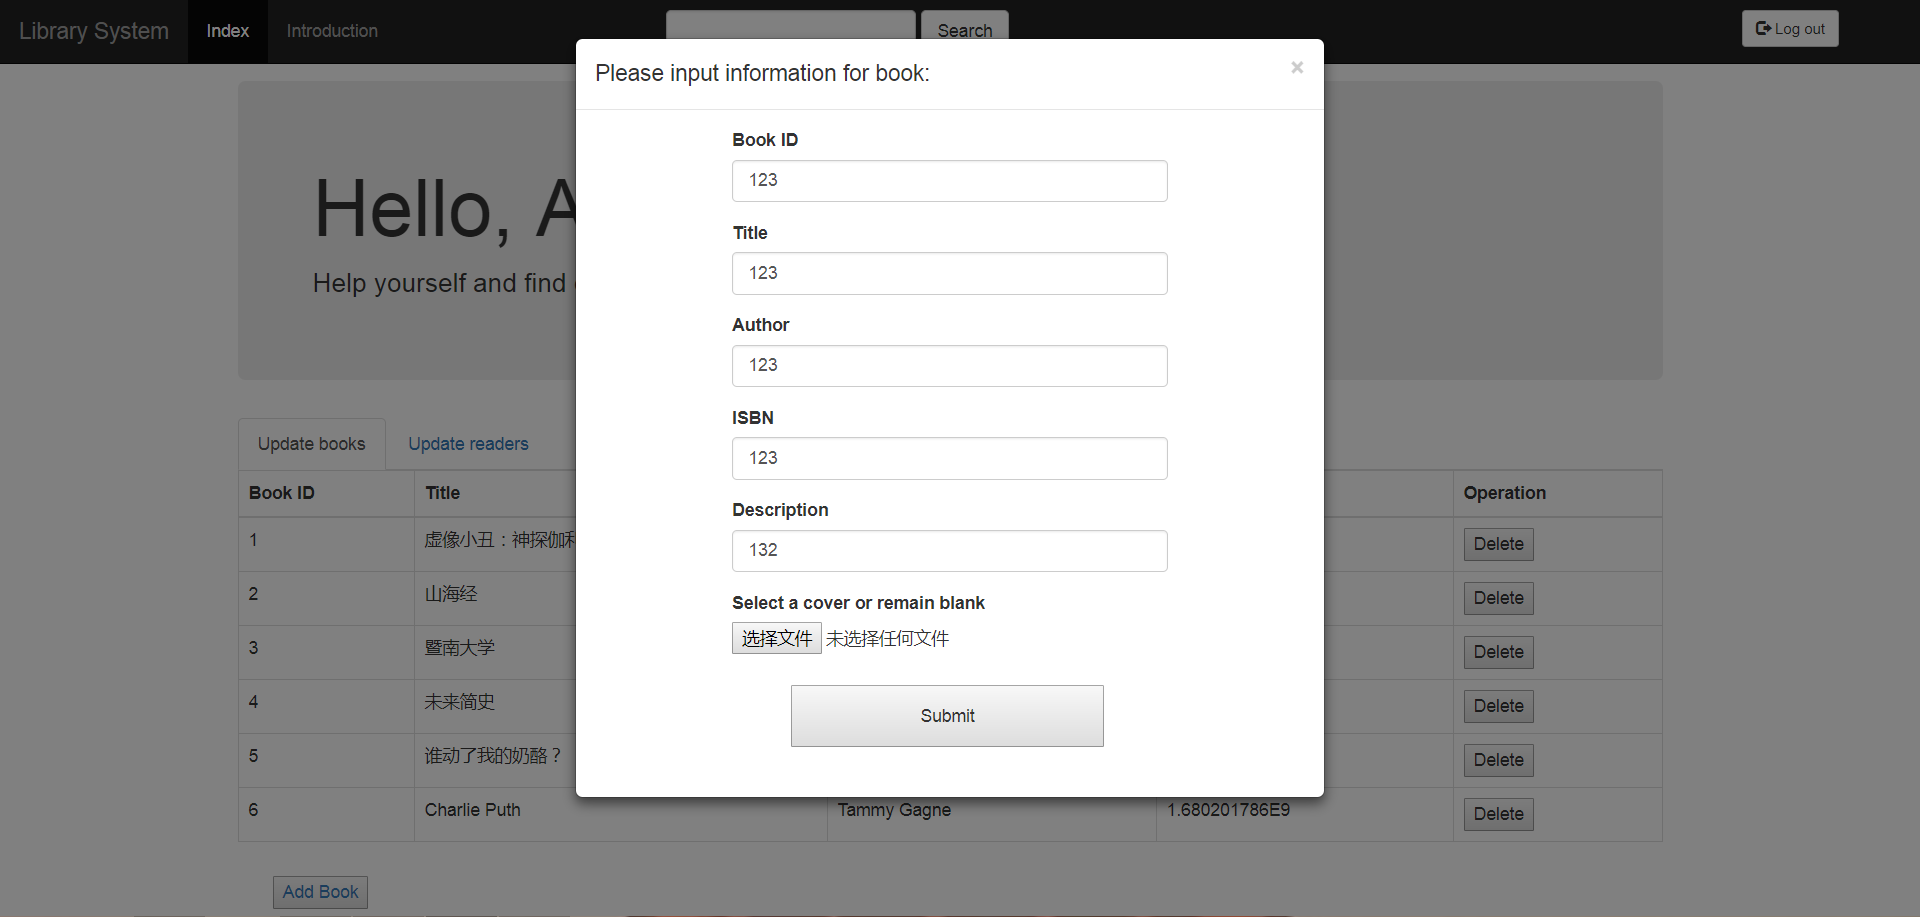 Library System Index Introduction Search Log out
Please input information for book: ×
Book ID
123
Title
123
Author
123
ISBN
123
Description
132
Select a cover or remain blank
选择文件 未选择任何文件
Submit
Hello, A
Help yourself and find
Update books Update readers
Book ID Title Operation
1 虚像小丑：神探伽利 Delete
2 山海经 Delete
3 暨南大学 Delete
4 未来简史 Delete
5 谁动了我的奶酪？ Delete
6 Charlie Puth Tammy Gagne 1.680201786E9 Delete
Add Book